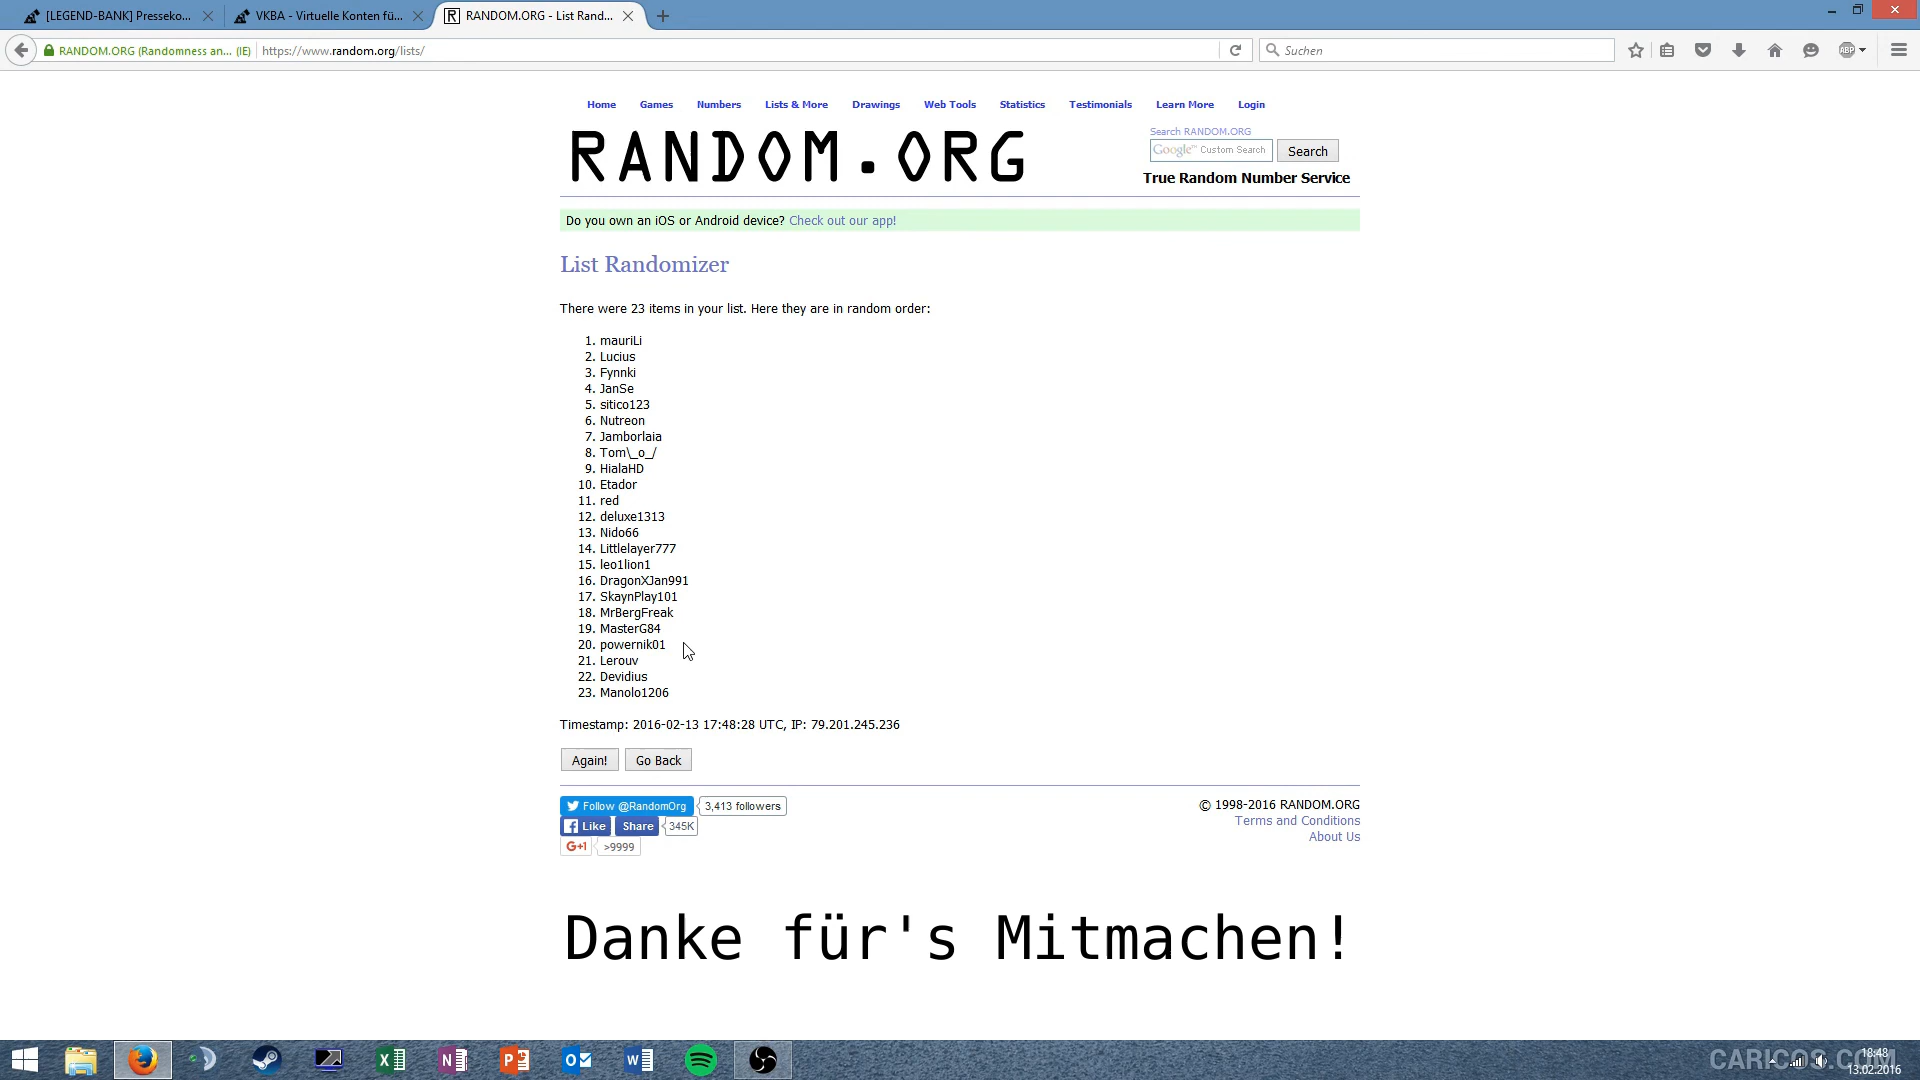 [LEGEND-BANK] Presseko...
VKBA - Virtuelle Konten fü...
RANDOM.ORG - List Rand...
RANDOM.ORG (Randomness an... (IE)
https://www.random.org/lists/
Suchen
ABP
Home Games Numbers Lists & More Drawings Web Tools Statistics Testimonials Learn More Login
RANDOM.ORG
Search RANDOM.ORG
Google™ Custom Search
Search
True Random Number Service
Do you own an iOS or Android device? Check out our app!
List Randomizer
There were 23 items in your list. Here they are in random order:
1. mauriLi
2. Lucius
3. Fynnki
4. JanSe
5. sitico123
6. Nutreon
7. Jamborlaia
8. Tom\_o_/
9. HialaHD
10. Etador
11. red
12. deluxe1313
13. Nido66
14. Littlelayer777
15. leo1lion1
16. DragonXJan991
17. SkaynPlay101
18. MrBergFreak
19. MasterG84
20. powernik01
21. Lerouv
22. Devidius
23. Manolo1206
Timestamp: 2016-02-13 17:48:28 UTC, IP: 79.201.245.236
Again! Go Back
Follow @RandomOrg 3,413 followers
Like Share 345K
G+1 >9999
© 1998-2016 RANDOM.ORG
Terms and Conditions
About Us
Danke für's Mitmachen!
CARICOS.COM
18:48
13.02.2016